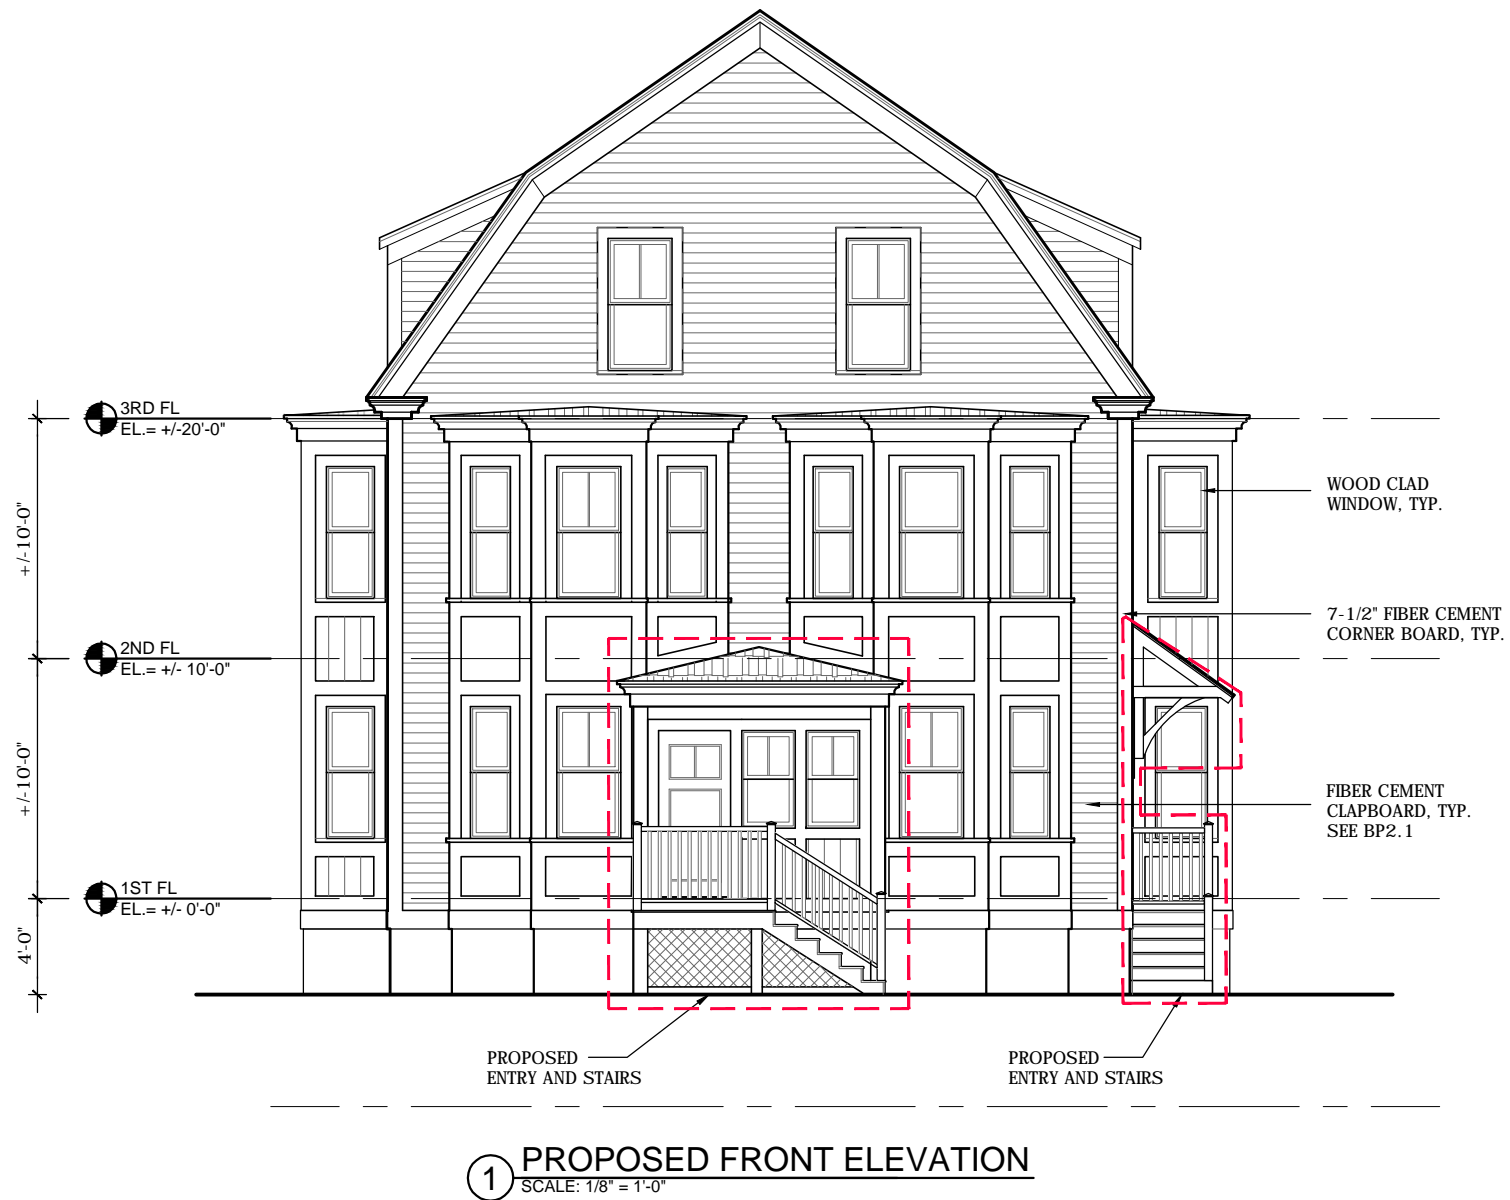 3RD FL
EL.= +/-20'-0"
+/-10'-0"
WOOD CLAD
WINDOW, TYP.
7-1/2" FIBER CEMENT
CORNER BOARD, TYP.
2ND FL
EL.= +/- 10'-0"
+/-10'-0"
FIBER CEMENT
CLAPBOARD, TYP.
SEE BP2.1
1ST FL
EL.= +/- 0'-0"
4'-0"
PROPOSED
ENTRY AND STAIRS
PROPOSED
ENTRY AND STAIRS
1 PROPOSED FRONT ELEVATION
SCALE: 1/8" = 1'-0"